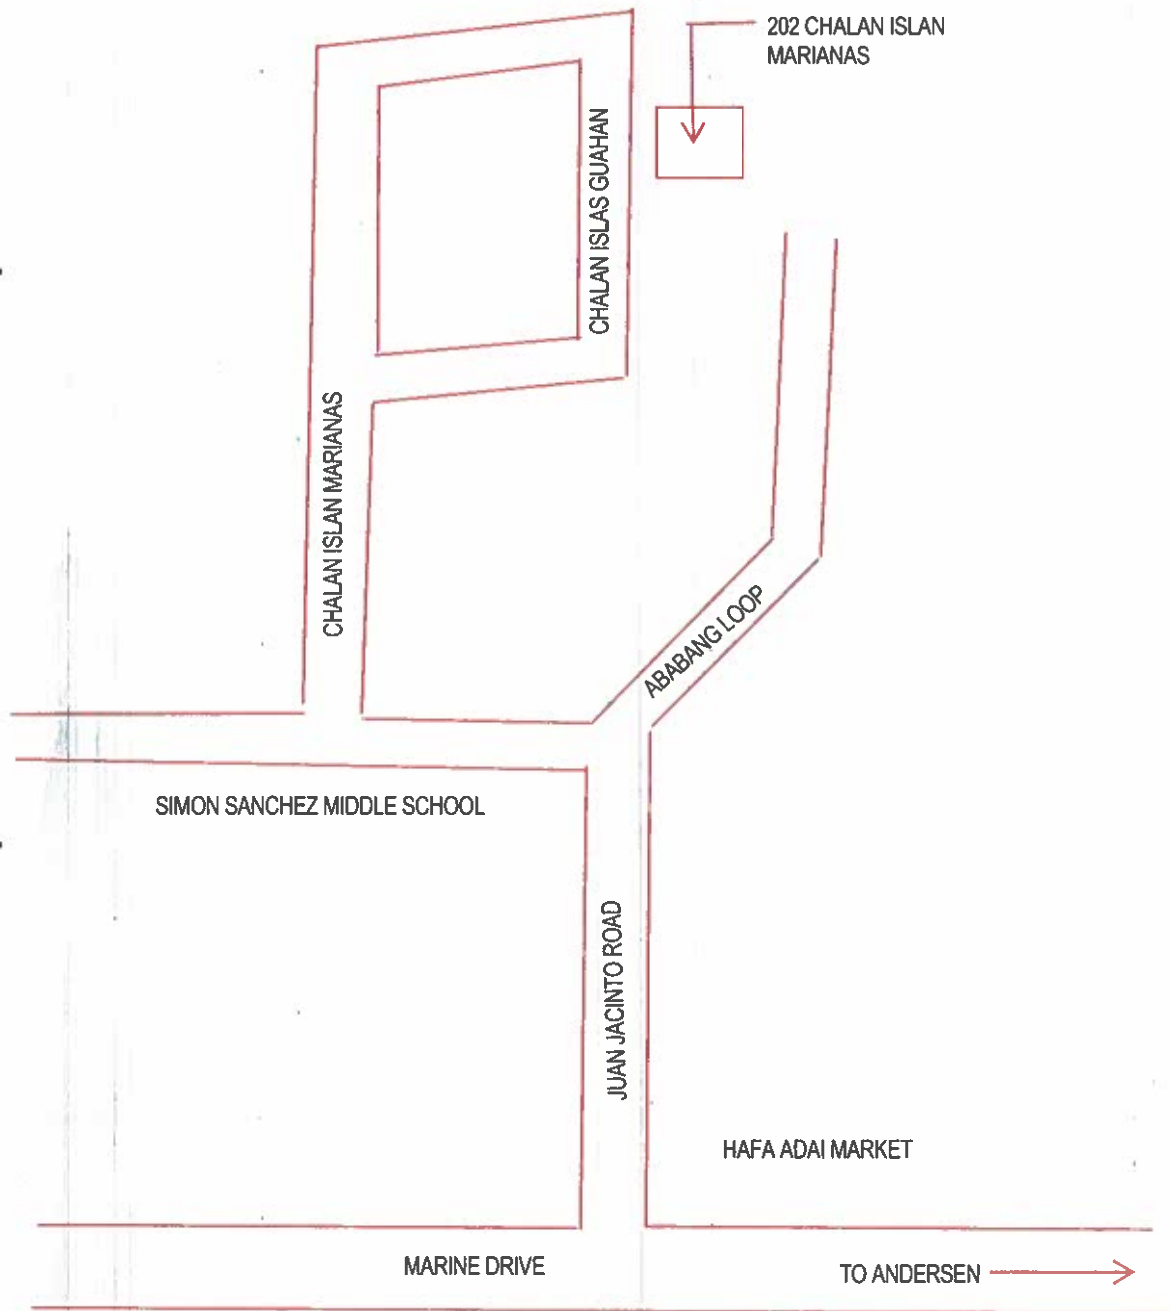 202 CHALAN ISLAN
MARIANAS
CHALAN ISLAS GUAHAN
CHALAN ISLAN MARIANAS
ABABANG LOOP
SIMON SANCHEZ MIDDLE SCHOOL
JUAN JACINTO ROAD
HAFA ADAI MARKET
MARINE DRIVE
TO ANDERSEN